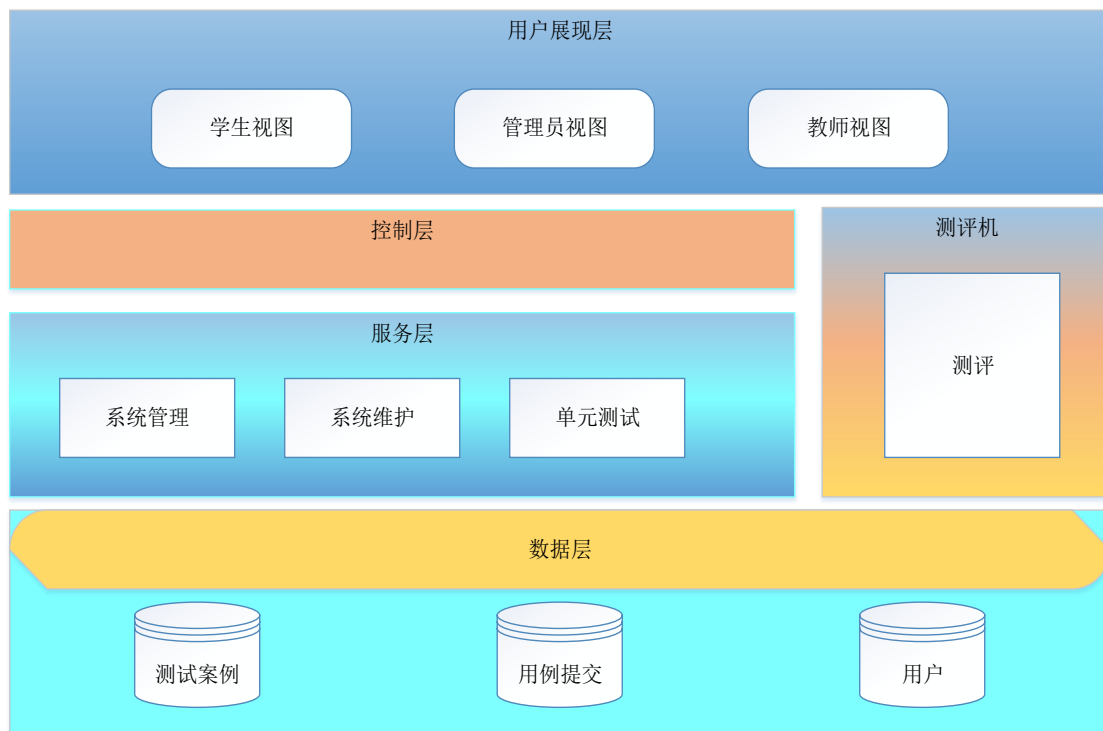 用户展现层
学生视图
管理员视图
教师视图
控制层
测评机
测评
服务层
系统管理
系统维护
单元测试
数据层
测试案例
用例提交
用户